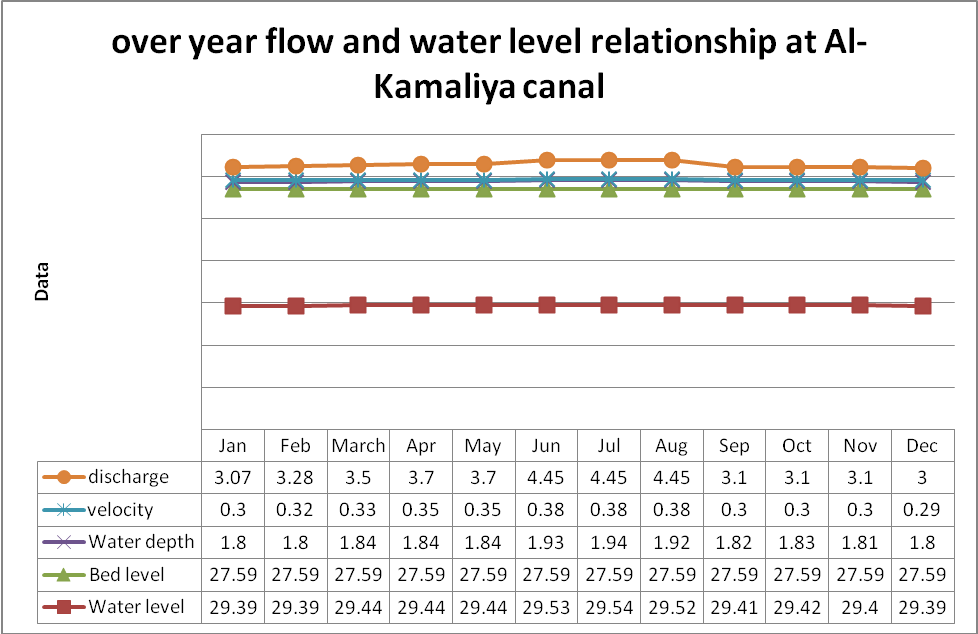 over year flow and water level relationship at Al-
Kamaliya canal
Data
Jan Feb March Apr May Jun Jul Aug Sep Oct Nov Dec
discharge 3.07 3.28 3.5 3.7 3.7 4.45 4.45 4.45 3.1 3.1 3.1 3
velocity 0.3 0.32 0.33 0.35 0.35 0.38 0.38 0.38 0.3 0.3 0.3 0.29
Water depth 1.8 1.8 1.84 1.84 1.84 1.93 1.94 1.92 1.82 1.83 1.81 1.8
Bed level 27.59 27.59 27.59 27.59 27.59 27.59 27.59 27.59 27.59 27.59 27.59 27.59
Water level 29.39 29.39 29.44 29.44 29.44 29.53 29.54 29.52 29.41 29.42 29.4 29.39